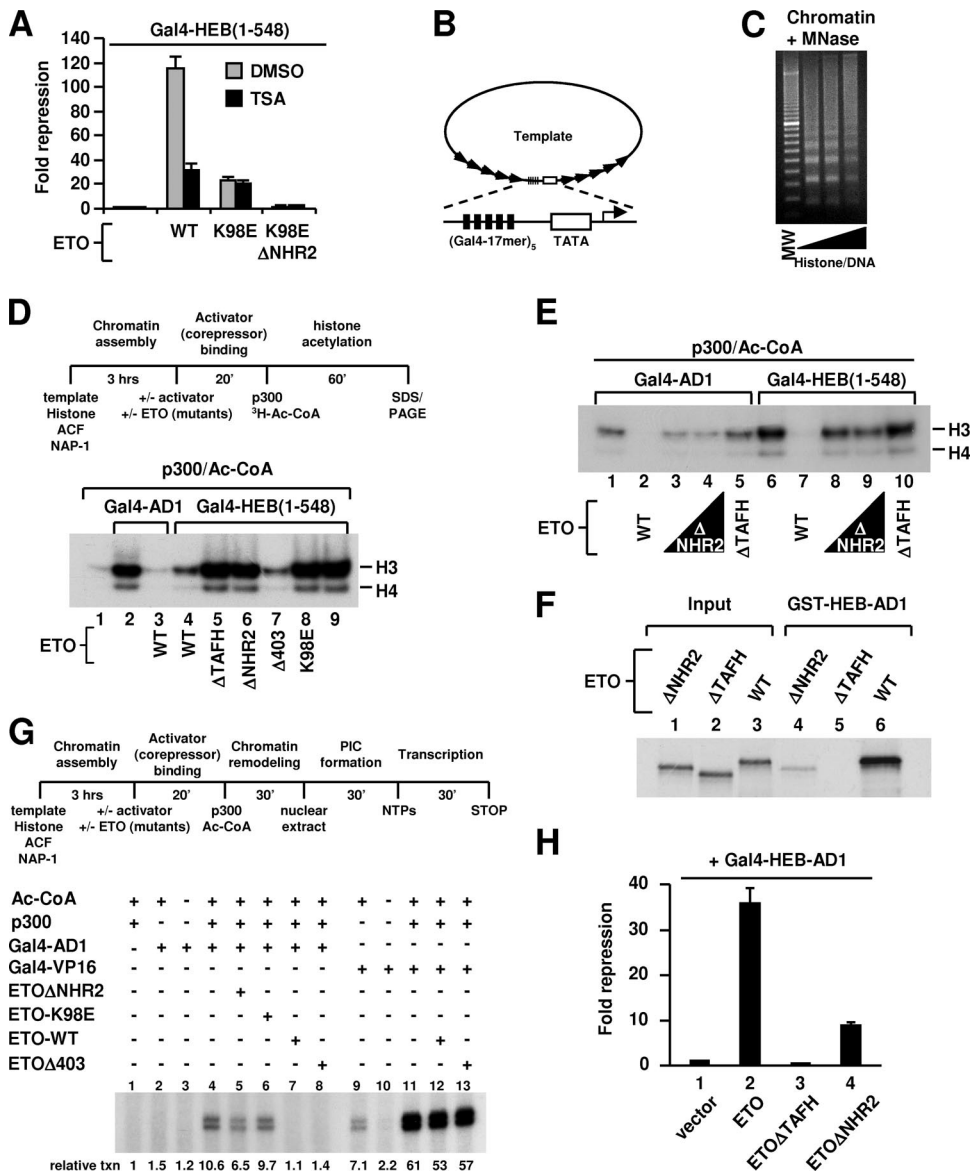 A
Gal4-HEB(1-548)
Fold repression
140
120
100
80
60
40
20
0
DMSO
TSA
ETO
WT K98E K98E
ΔNHR2
B
Template
(Gal4-17mer)5 TATA
C
Chromatin
+ MNase
MW
Histone/DNA
D
Chromatin
assembly
Activator
(corepressor)
binding
histone
acetylation
3 hrs 20’ 60’
template
Histone
ACF
NAP-1
+/- activator
+/- ETO (mutants)
p300
3H-Ac-CoA
SDS/
PAGE
p300/Ac-CoA
Gal4-AD1 Gal4-HEB(1-548)
H3
H4
1 2 3 4 5 6 7 8 9
ETO
WT WT ΔTAFH ΔNHR2 Δ403 K98E
E
p300/Ac-CoA
Gal4-AD1 Gal4-HEB(1-548)
H3
H4
1 2 3 4 5 6 7 8 9 10
ETO
WT Δ NHR2 ΔTAFH WT Δ NHR2 ΔTAFH
F
Input GST-HEB-AD1
ETO
ΔNHR2 ΔTAFH WT ΔNHR2 ΔTAFH WT
1 2 3 4 5 6
G
Chromatin
assembly
Activator
(corepressor)
binding
Chromatin
remodeling
PIC
formation
Transcription
3 hrs 20’ 30’ 30’ 30’
template
Histone
ACF
NAP-1
+/- activator
+/- ETO (mutants)
p300
Ac-CoA
nuclear
extract
NTPs
STOP
Ac-CoA + + - + + + + + + - + + +
p300 + - - + + + + + - - + + +
Gal4-AD1 - + + + + + + + - - - - -
Gal4-VP16 - - - - - - - - + + + + +
ETOΔNHR2 - - - - + - - - - - - - -
ETO-K98E - - - - - + - - - - - - -
ETO-WT - - - - - - + - - - - + -
ETOΔ403 - - - - - - - + - - - - +
1 2 3 4 5 6 7 8 9 10 11 12 13
relative txn 1 1.5 1.2 10.6 6.5 9.7 1.1 1.4 7.1 2.2 61 53 57
H
+ Gal4-HEB-AD1
Fold repression
40
30
20
10
0
1 2 3 4
vector ETO ETOΔTAFH ETOΔNHR2